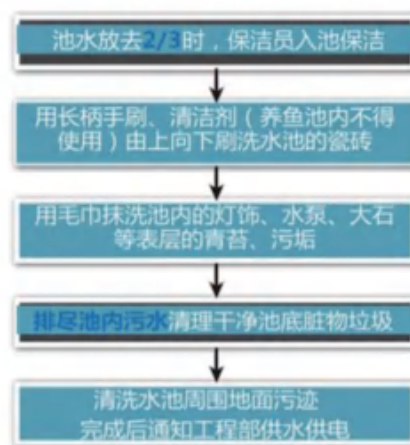 池水放去2/3时，保洁员入池保洁
用长柄手刷、清洁剂（养鱼池内不得
使用）由上向下刷洗水池的瓷砖
用毛巾抹洗池内的灯饰、水泵、大石
等表层的青苔、污垢
排尽池内污水清理干净池底脏物垃圾
清洗水池周围地面污迹
完成后通知工程部供水供电